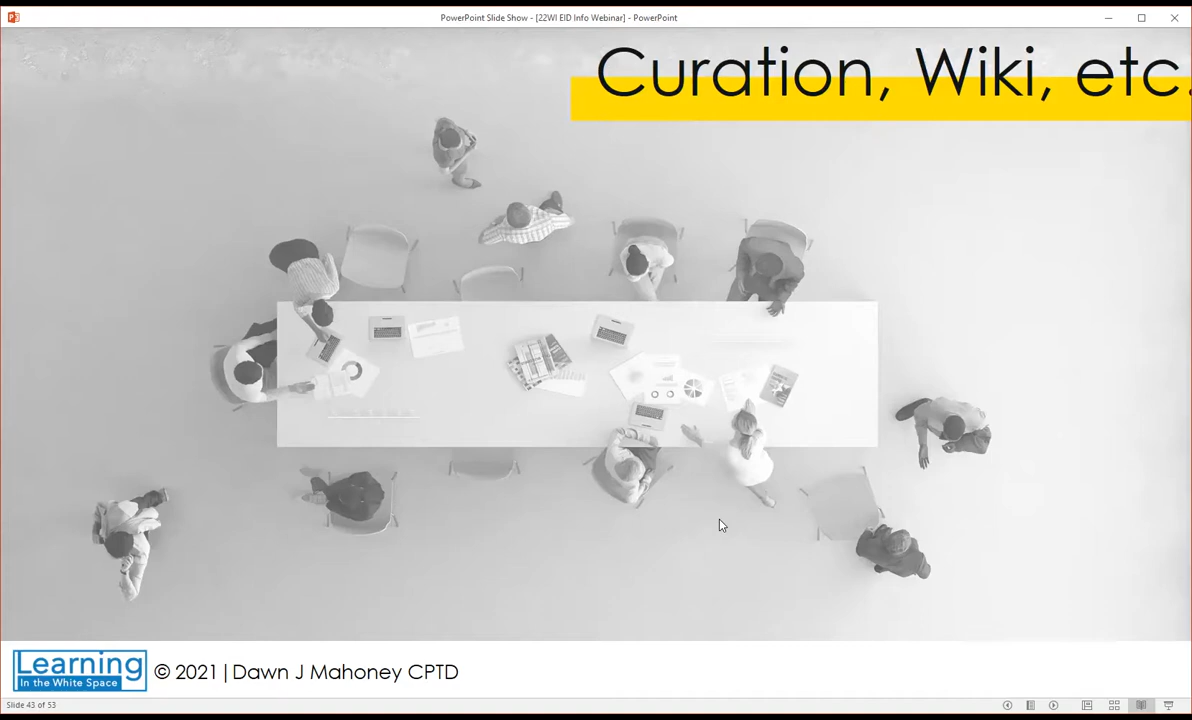 PowerPoint Slide Show - [22WI EID Info Webinar] - PowerPoint
Curation, Wiki, etc.
Learning
In the White Space
© 2021 | Dawn J Mahoney CPTD
Slide 43 of 53